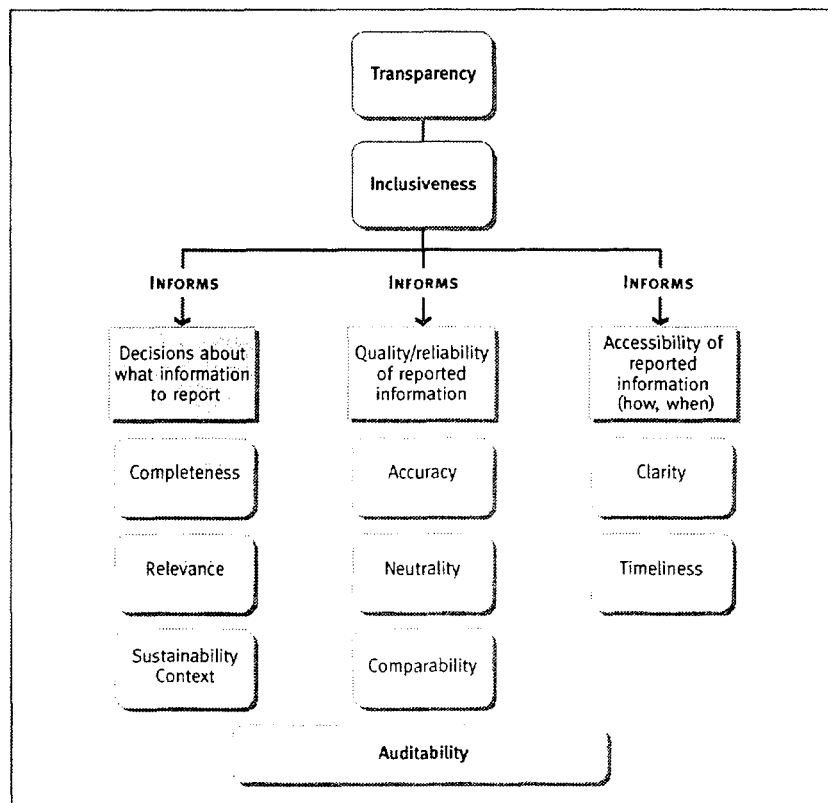 Transparency
Inclusiveness
INFORMS
INFORMS
INFORMS
Decisions about
what information
to report
Quality/reliability
of reported
information
Accessibility of
reported
information
(how, when)
Completeness
Accuracy
Clarity
Relevance
Neutrality
Timeliness
Sustainability
Context
Comparability
Auditability